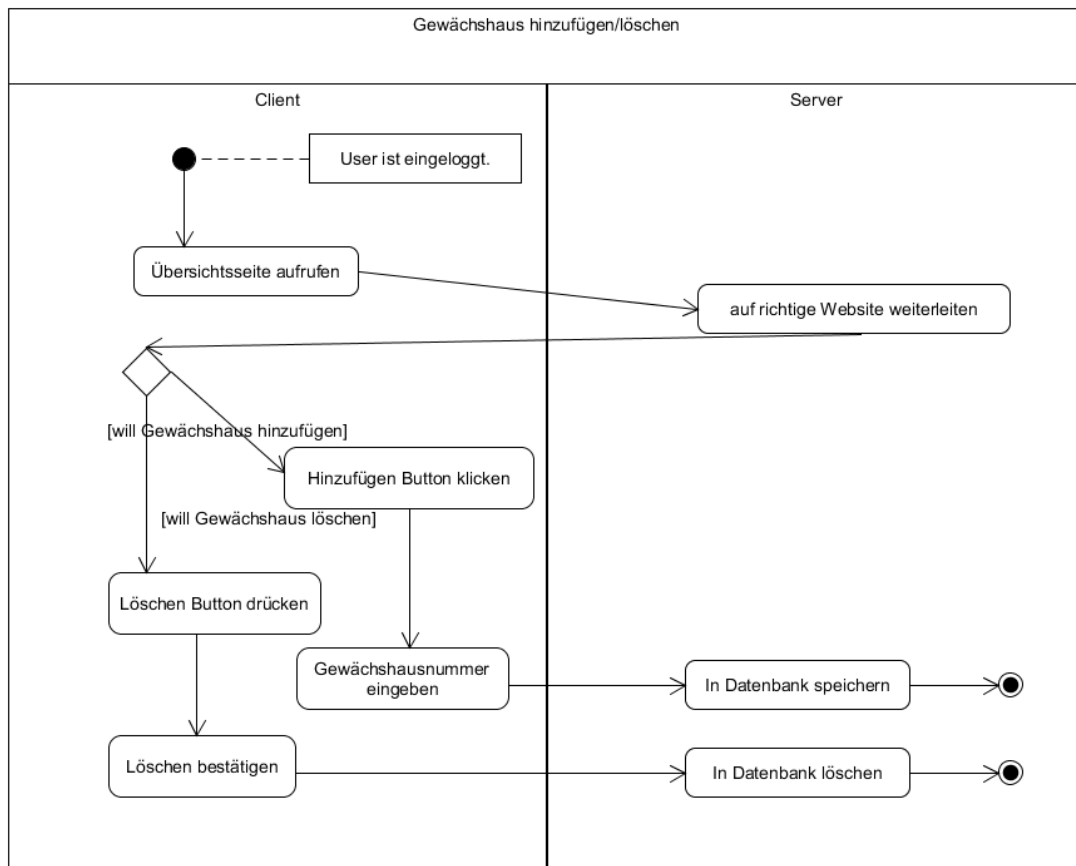 Gewächshaus hinzufügen/löschen
Client
Server
User ist eingeloggt.
Übersichtsseite aufrufen
auf richtige Website weiterleiten
[will Gewächshaus hinzufügen]
Hinzufügen Button klicken
[will Gewächshaus löschen]
Löschen Button drücken
Gewächshausnummer
eingeben
In Datenbank speichern
Löschen bestätigen
In Datenbank löschen